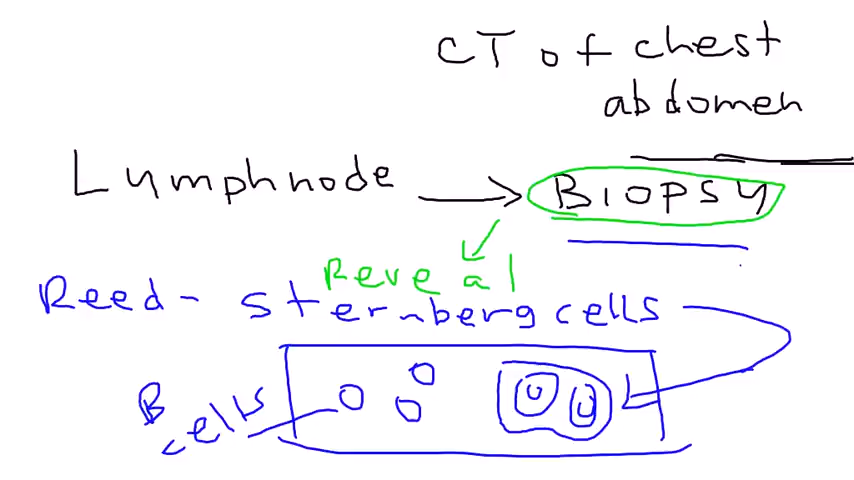 CT of chest
abdomen
Lymphnode → Biopsy
Reveal
Reed-sternberg cells
B
cells